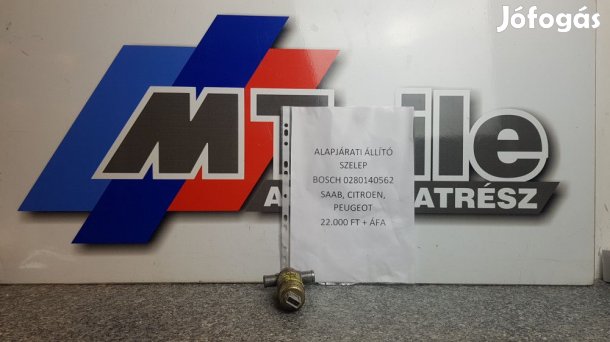 Jófogás
ALAPJÁRATI ÁLLÍTÓ
SZELEP
BOSCH 0280140562
SAAB, CITROEN,
PEUGEOT
22.000 FT + ÁFA